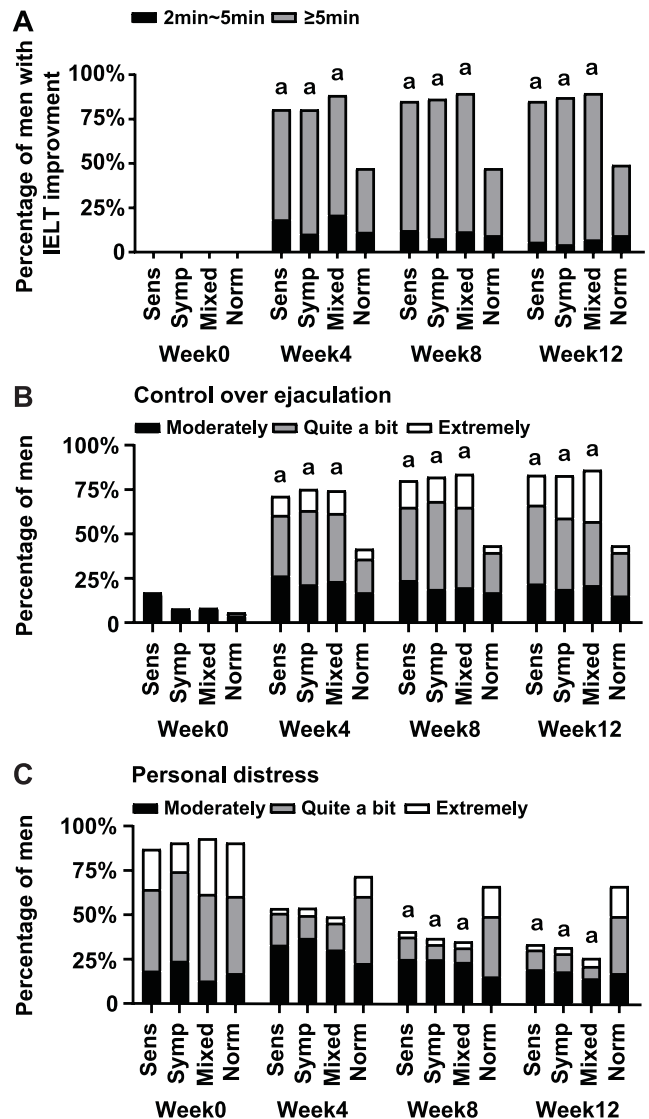 A
2min~5min ≥5min
Percentage of men with
IELT improvment
100%
75%
50%
25%
0
a a a a a a a a a
Sens Symp Mixed Norm Sens Symp Mixed Norm Sens Symp Mixed Norm Sens Symp Mixed Norm
Week0 Week4 Week8 Week12
B
Control over ejaculation
Moderately Quite a bit Extremely
Percentage of men
100%
75%
50%
25%
0
a a a a a a a a a
Sens Symp Mixed Norm Sens Symp Mixed Norm Sens Symp Mixed Norm Sens Symp Mixed Norm
Week0 Week4 Week8 Week12
C
Personal distress
Moderately Quite a bit Extremely
Percentage of men
100%
75%
50%
25%
0
a a a a a a
Sens Symp Mixed Norm Sens Symp Mixed Norm Sens Symp Mixed Norm Sens Symp Mixed Norm
Week0 Week4 Week8 Week12